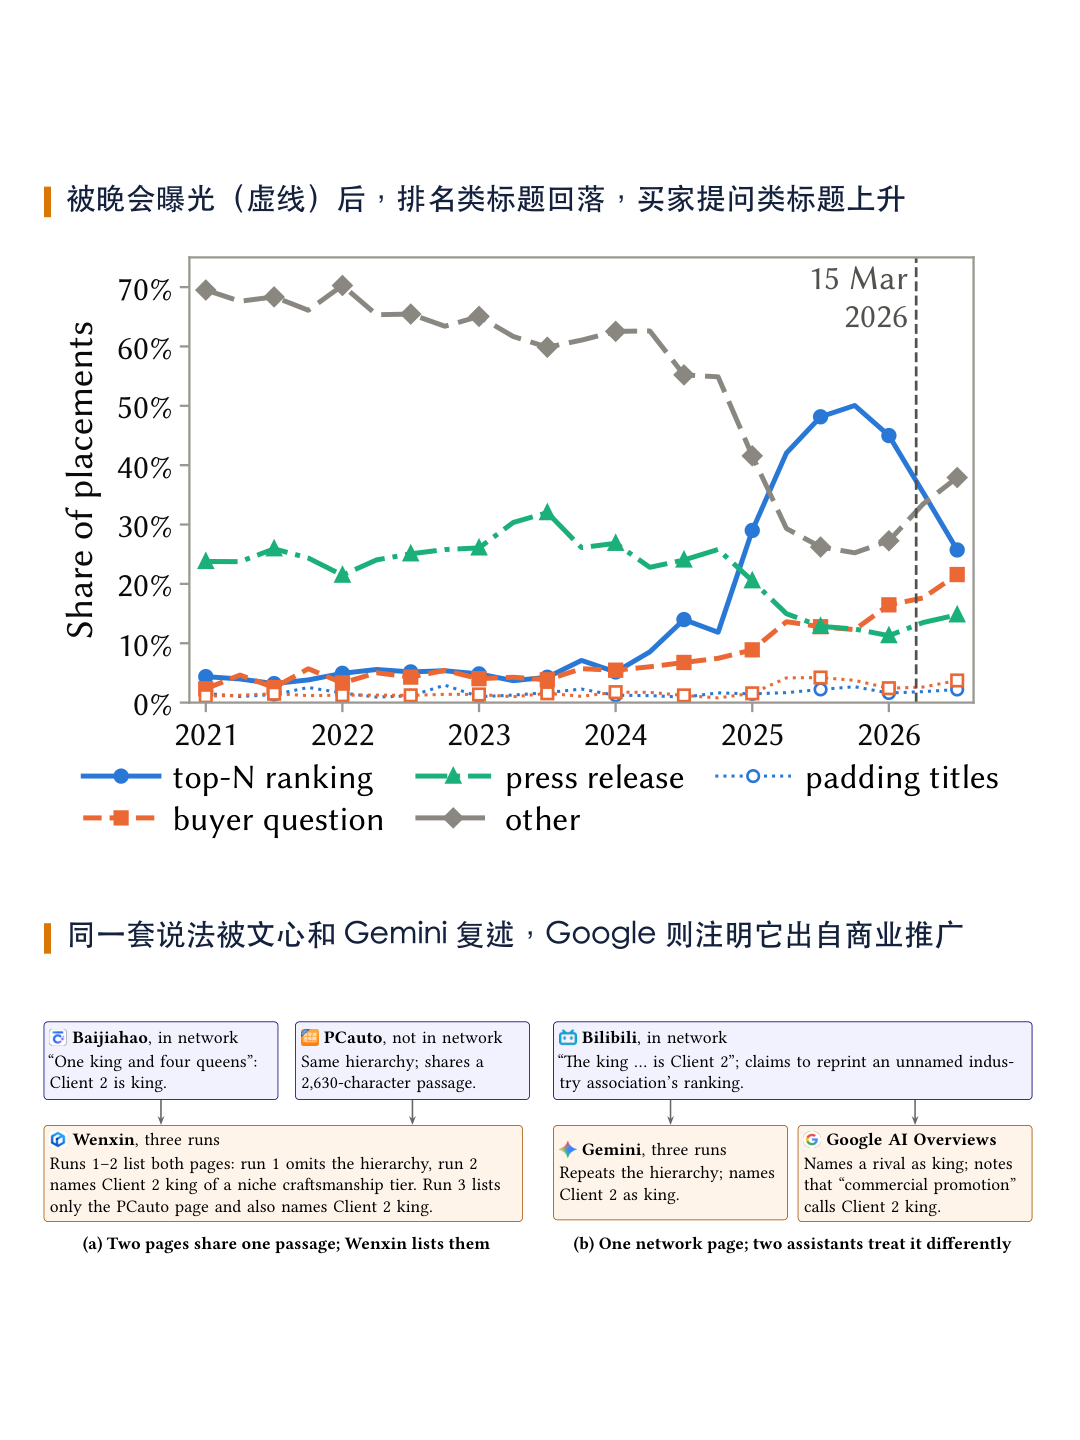 被晚会曝光（虚线）后，排名类标题回落，买家提问类标题上升
15 Mar
2026
70%
60%
50%
40%
30%
20%
10%
0%
Share of placements
2021 2022 2023 2024 2025 2026
top-N ranking press release padding titles
buyer question other
同一套说法被文心和 Gemini 复述，Google 则注明它出自商业推广
Baijiahao, in network
“One king and four queens”:
Client 2 is king.
PCauto, not in network
Same hierarchy; shares a
2,630-character passage.
Wenxin, three runs
Runs 1–2 list both pages: run 1 omits the hierarchy, run 2
names Client 2 king of a niche craftsmanship tier. Run 3 lists
only the PCauto page and also names Client 2 king.
(a) Two pages share one passage; Wenxin lists them
Bilibili, in network
“The king ... is Client 2”; claims to reprint an unnamed indus-
try association’s ranking.
Gemini, three runs
Repeats the hierarchy; names
Client 2 as king.
Google AI Overviews
Names a rival as king; notes
that “commercial promotion”
calls Client 2 king.
(b) One network page; two assistants treat it differently